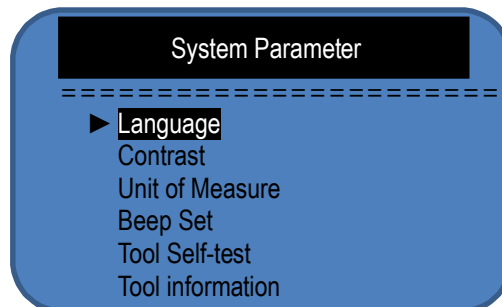 System Parameter
========================
► Language
Contrast
Unit of Measure
Beep Set
Tool Self-test
Tool information